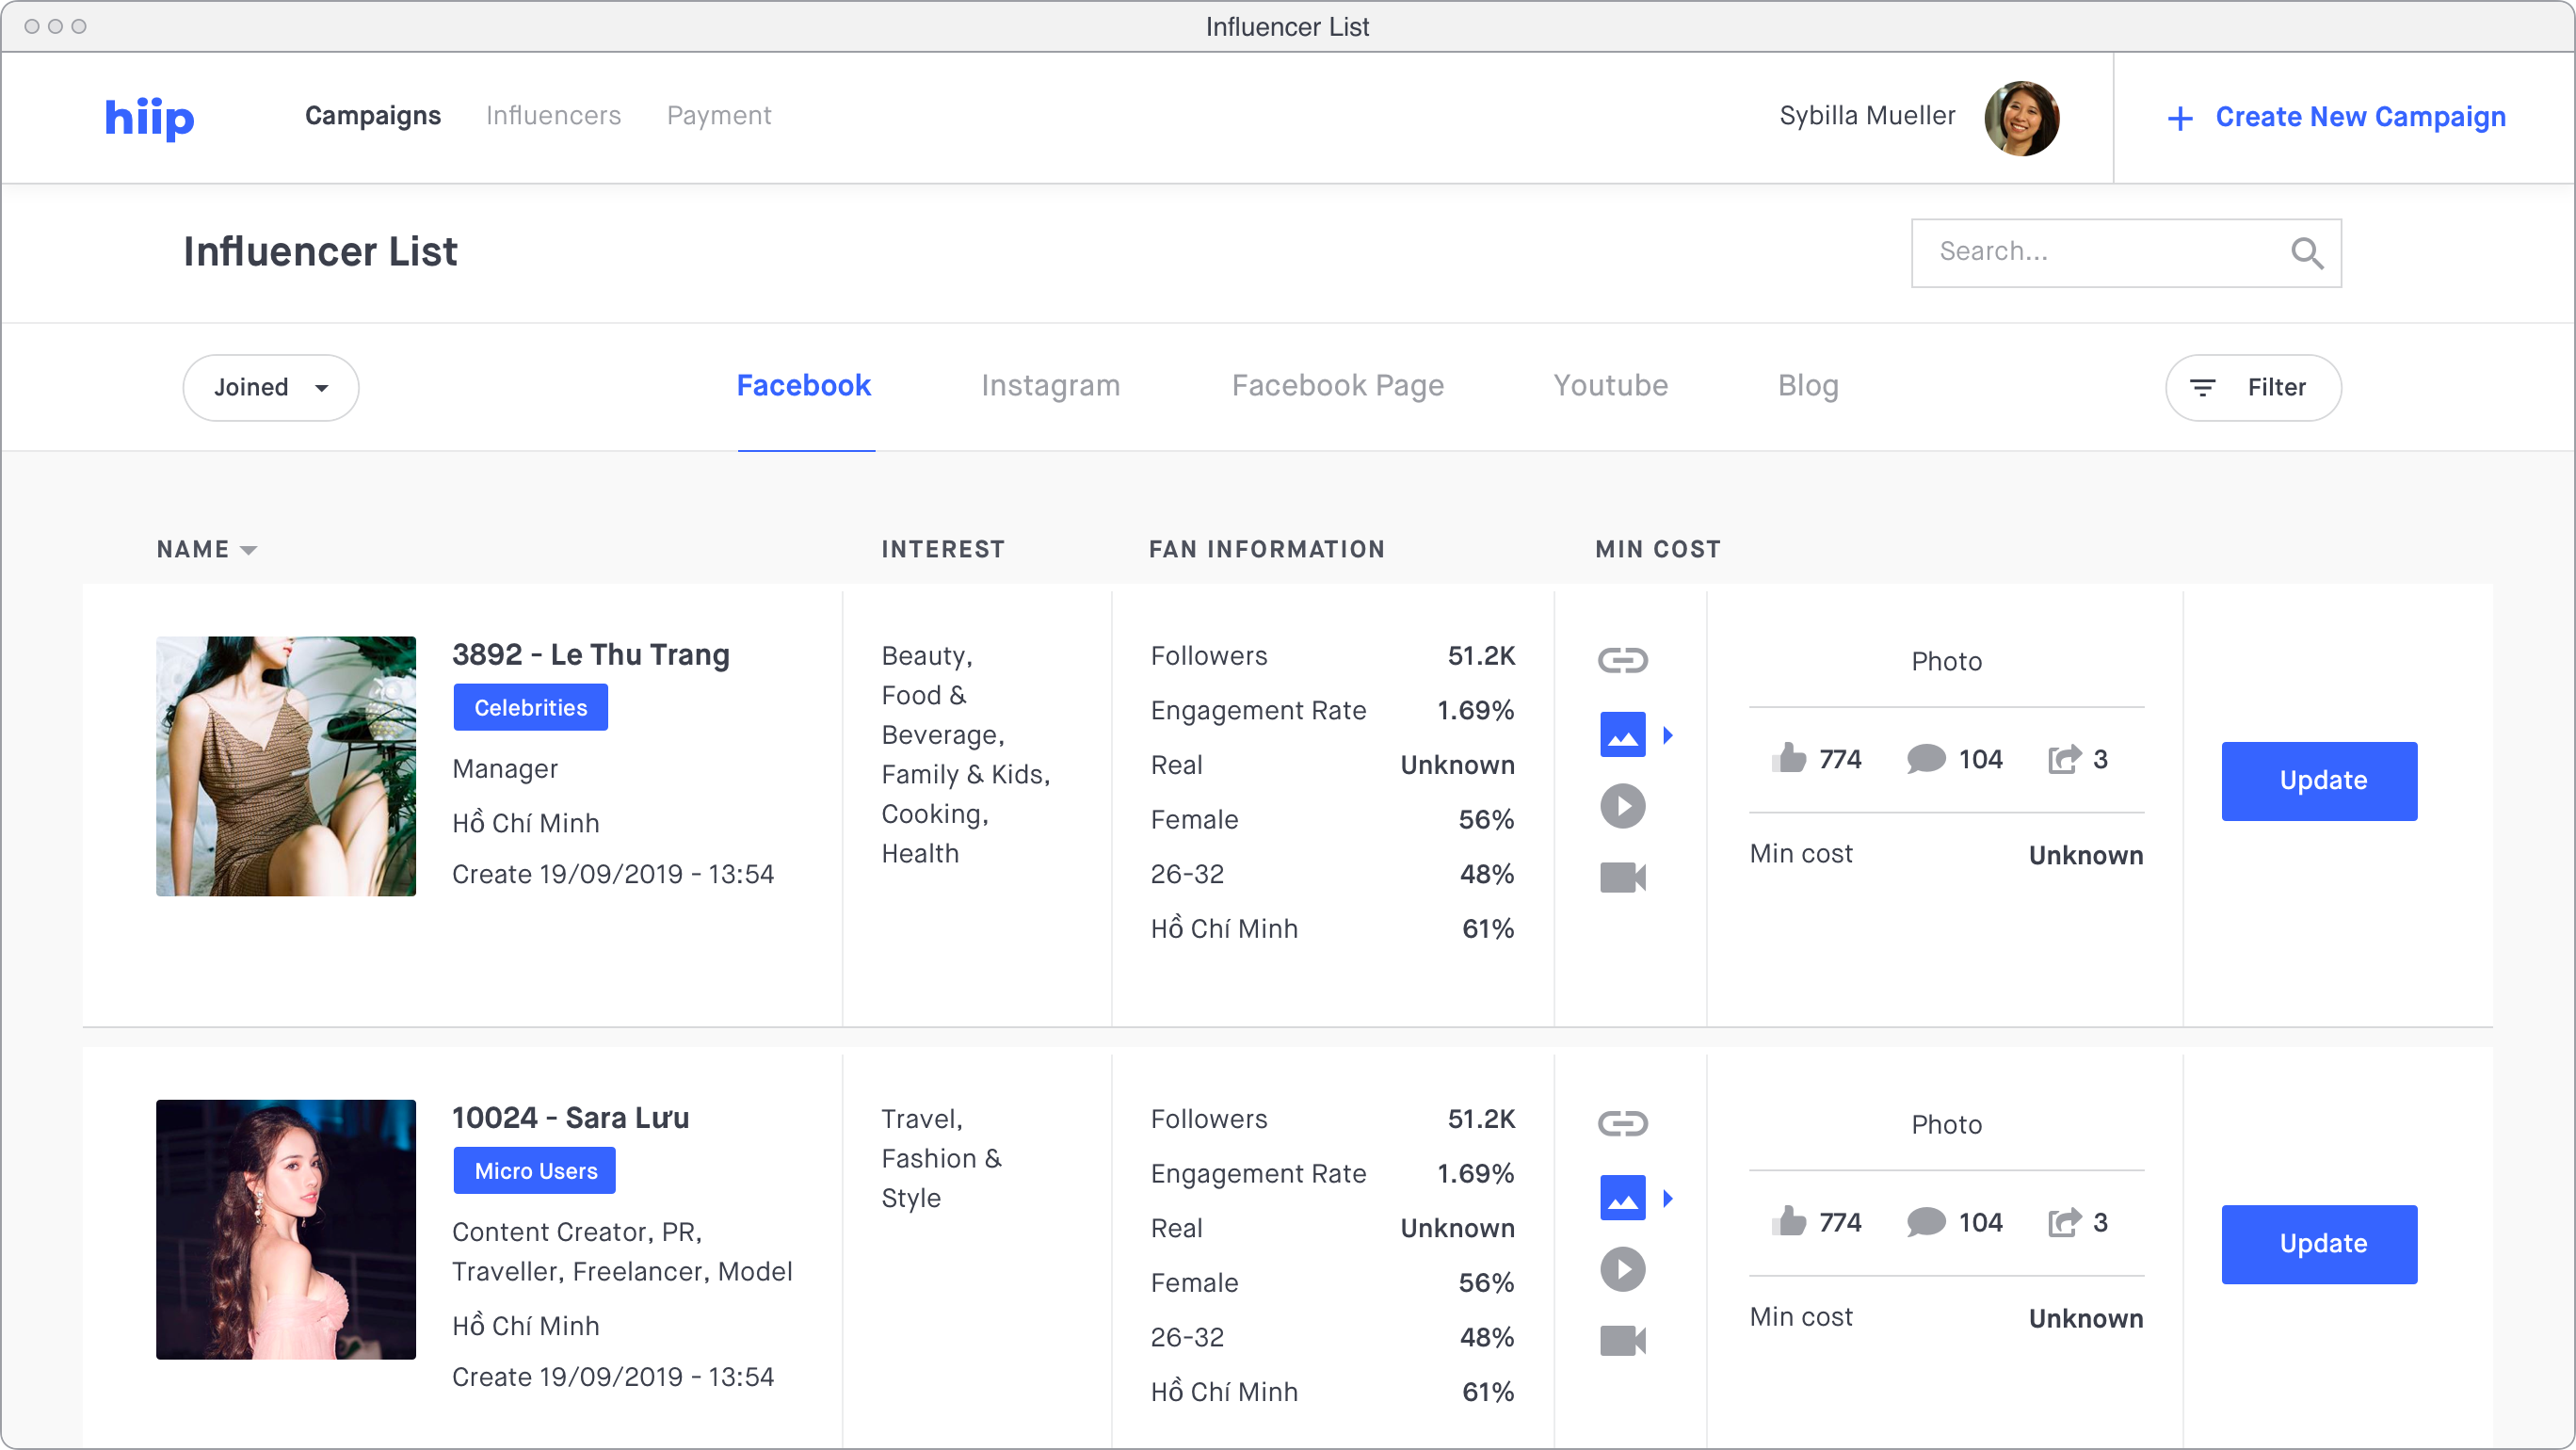 Influencer List
hiip
Campaigns Influencers Payment
Sybilla Mueller
+ Create New Campaign
Influencer List
Search...
Joined
Facebook Instagram Facebook Page Youtube Blog
Filter
NAME INTEREST FAN INFORMATION MIN COST
3892 - Le Thu Trang
Celebrities
Manager
Hồ Chí Minh
Create 19/09/2019 - 13:54
Beauty,
Food &
Beverage,
Family & Kids,
Cooking,
Health
Followers 51.2K
Engagement Rate 1.69%
Real Unknown
Female 56%
26-32 48%
Hồ Chí Minh 61%
Photo
774 104 3
Min cost Unknown
Update
10024 - Sara Lưu
Micro Users
Content Creator, PR,
Traveller, Freelancer, Model
Hồ Chí Minh
Create 19/09/2019 - 13:54
Travel,
Fashion &
Style
Followers 51.2K
Engagement Rate 1.69%
Real Unknown
Female 56%
26-32 48%
Hồ Chí Minh 61%
Photo
774 104 3
Min cost Unknown
Update